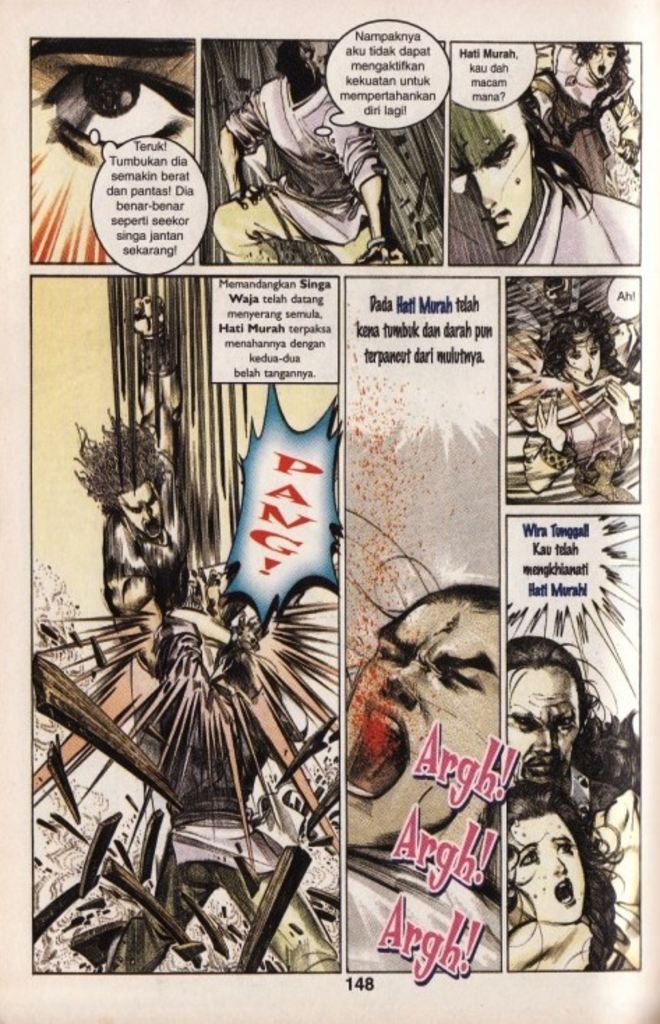 Teruk!
Tumbukan dia
semakin berat
dan pantas! Dia
benar-benar
seperti seekor
singa jantan
sekarang!
Nampaknya
aku tidak dapat
mengaktifkan
kekuatan untuk
mempertahankan
diri lagi!
Hati Murah,
kau dah
macam
mana?
Memandangkan Singa
Waja telah datang
menyerang semula,
Hati Murah terpaksa
menahannya dengan
kedua-dua
belah tangannya.
PANG!
Dada Hati Murah telah
kena tumbuk dan darah pun
terpancut dari mulutnya.
Argh!
Argh!
Argh!
Ah!
Wira Tunggal!
Kau telah
mengkhianati
Hati Murah!
148